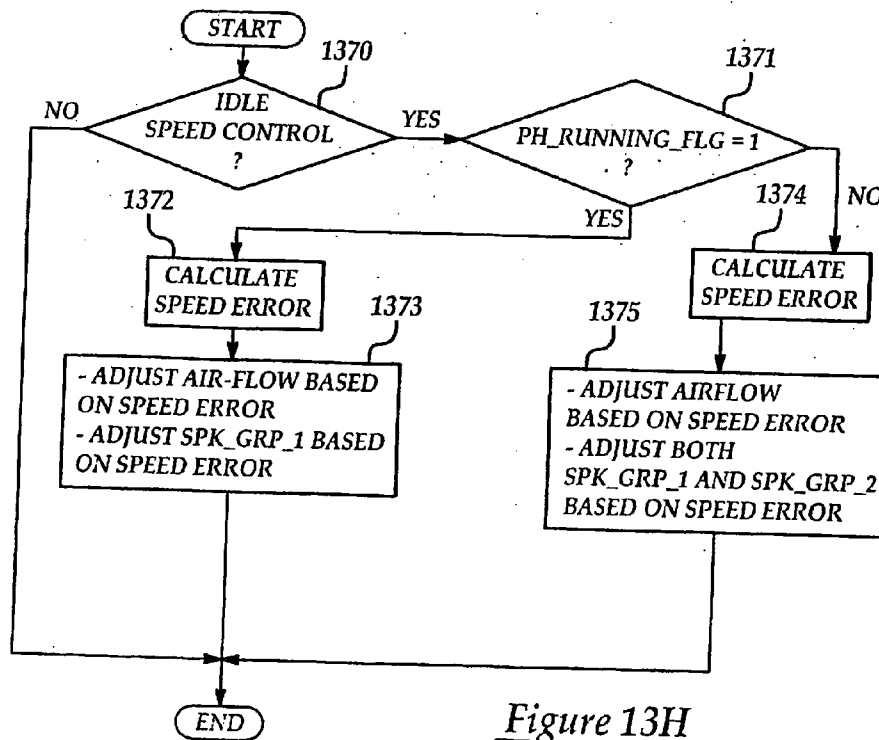 START
1370
IDLE
SPEED CONTROL
?
NO
YES
1371
PH_RUNNING_FLG = 1
?
YES
NO
1372
CALCULATE
SPEED ERROR
1374
CALCULATE
SPEED ERROR
1373
- ADJUST AIR-FLOW BASED
ON SPEED ERROR
- ADJUST SPK_GRP_1 BASED
ON SPEED ERROR
1375
- ADJUST AIRFLOW
BASED ON SPEED ERROR
- ADJUST BOTH
SPK_GRP_1 AND SPK_GRP_2
BASED ON SPEED ERROR
END
Figure 13H